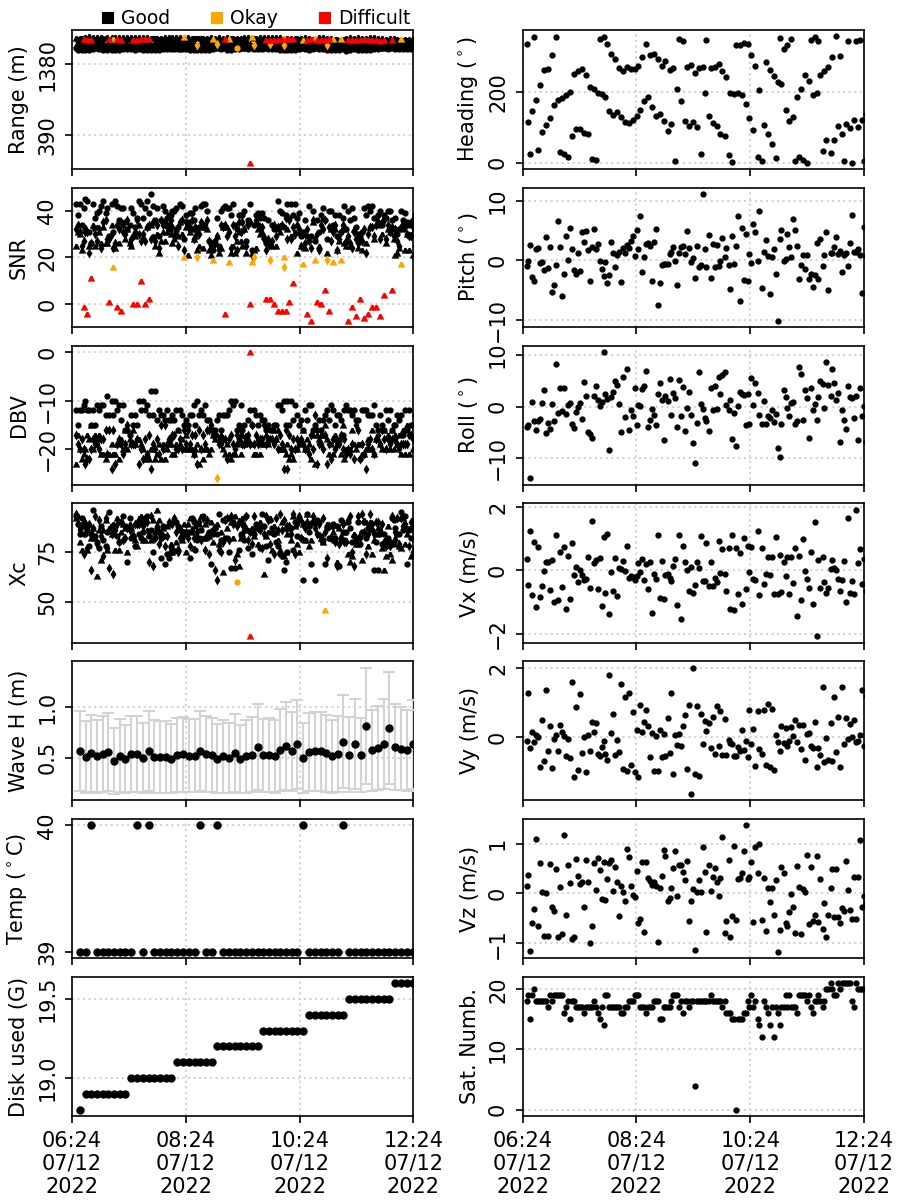 Good Okay Difficult
Range (m)
1380
390
Heading (°)
200
0
SNR
40
20
0
Pitch (°)
10
0
−10
DBV
0
−10
−20
Roll (°)
10
0
−10
Xc
75
50
Vx (m/s)
2
0
−2
Wave H (m)
1.0
0.5
Vy (m/s)
2
0
Temp (°C)
40
39
Vz (m/s)
1
0
−1
Disk used (G)
19.5
19.0
Sat. Numb.
20
10
0
06:24 08:24 10:24 12:24 06:24 08:24 10:24 12:24
07/12 07/12 07/12 07/12 07/12 07/12 07/12 07/12
2022 2022 2022 2022 2022 2022 2022 2022